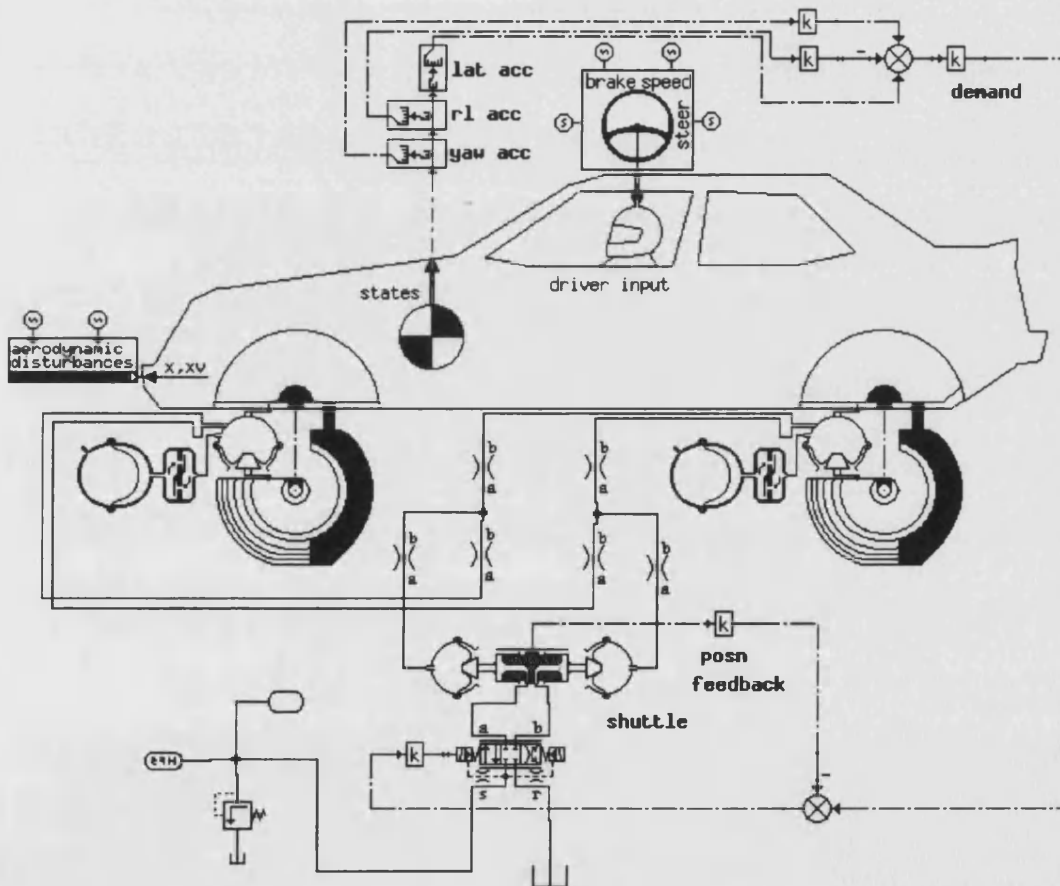 k
k
k
demand
lat acc
rl acc
yaw acc
brake speed
steer
S
S
states
driver input
aerodynamic
disturbances
x,xv
b
a
b
a
b
a
b
a
b
a
b
a
k
posn
feedback
shuttle
a
b
k
s
r